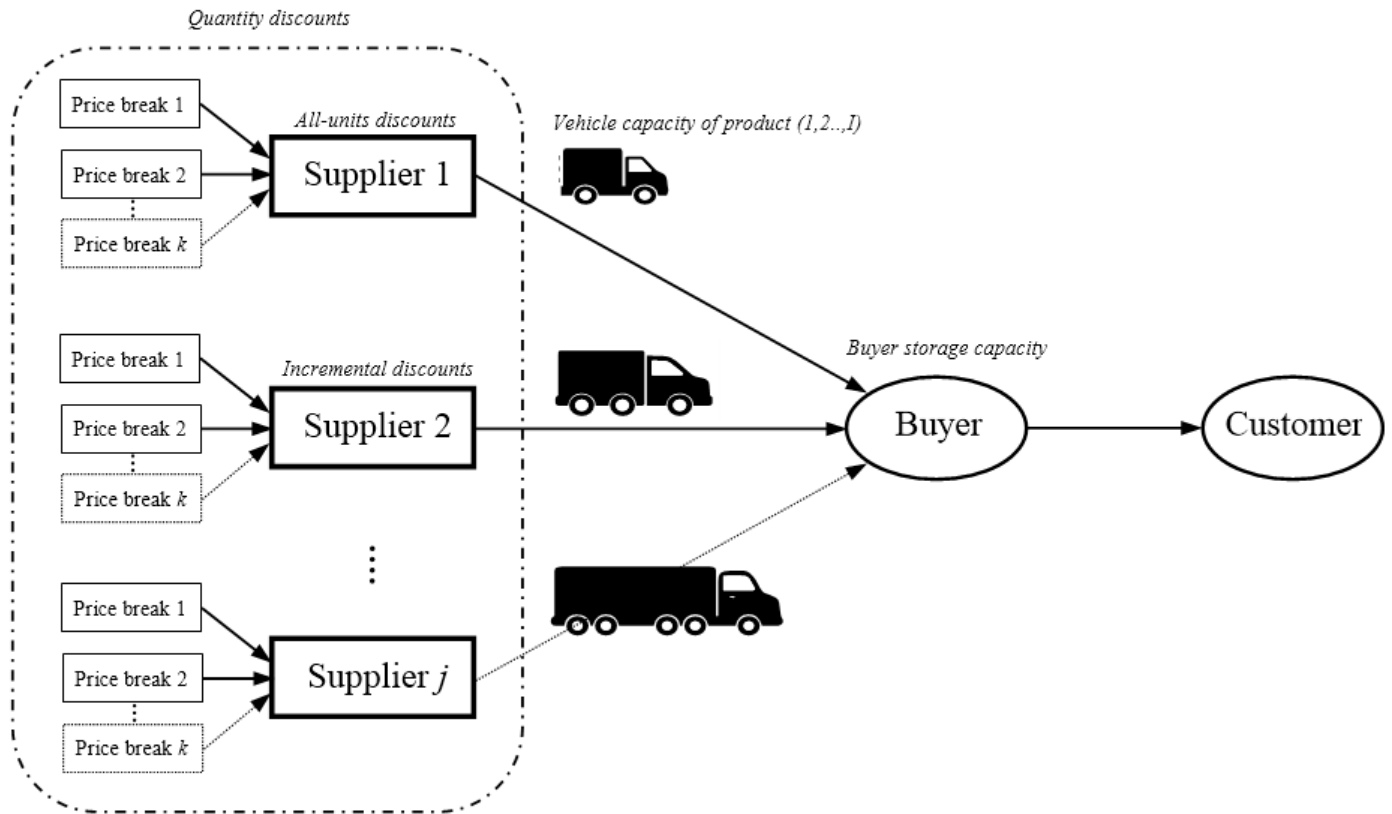 Quantity discounts
Price break 1
All-units discounts
Vehicle capacity of product (1,2..,I)
Price break 2
Supplier 1
Price break k
Price break 1
Buyer storage capacity
Incremental discounts
Price break 2
Supplier 2
Buyer
Customer
Price break k
Price break 1
Price break 2
Supplier j
Price break k